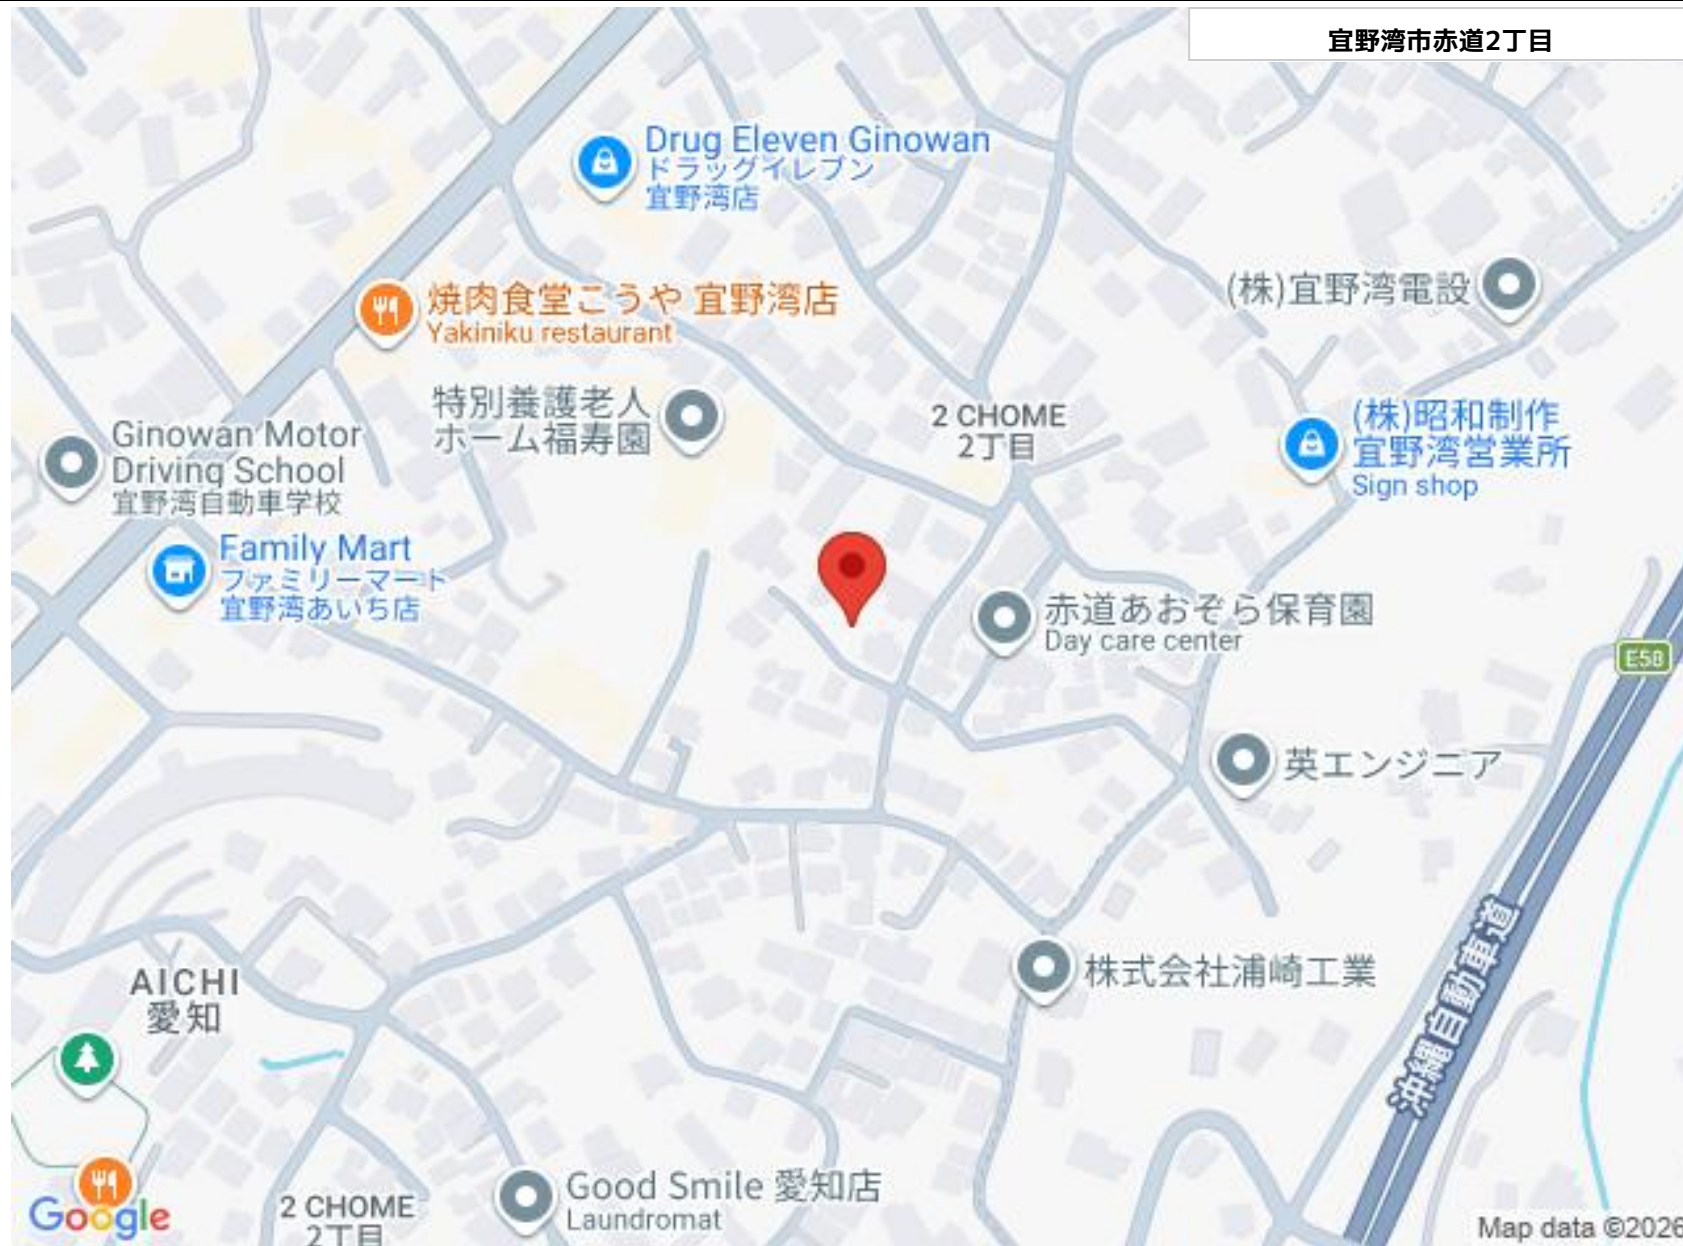 宜野湾市赤道2丁目
Drug Eleven Ginowan
ドラッグイレブン
宜野湾店
(株)宜野湾電設
焼肉食堂こうや 宜野湾店
Yakiniku restaurant
特別養護老人
ホーム福寿園
2 CHOME
2丁目
(株)昭和制作
宜野湾営業所
Sign shop
Ginowan Motor
Driving School
宜野湾自動車学校
Family Mart
ファミリーマート
宜野湾あいち店
赤道あおぞら保育園
Day care center
E58
英エンジニア
沖縄自動車道
株式会社浦崎工業
AICHI
愛知
Good Smile 愛知店
Laundromat
2 CHOME
2丁目
Google
Map data ©2026